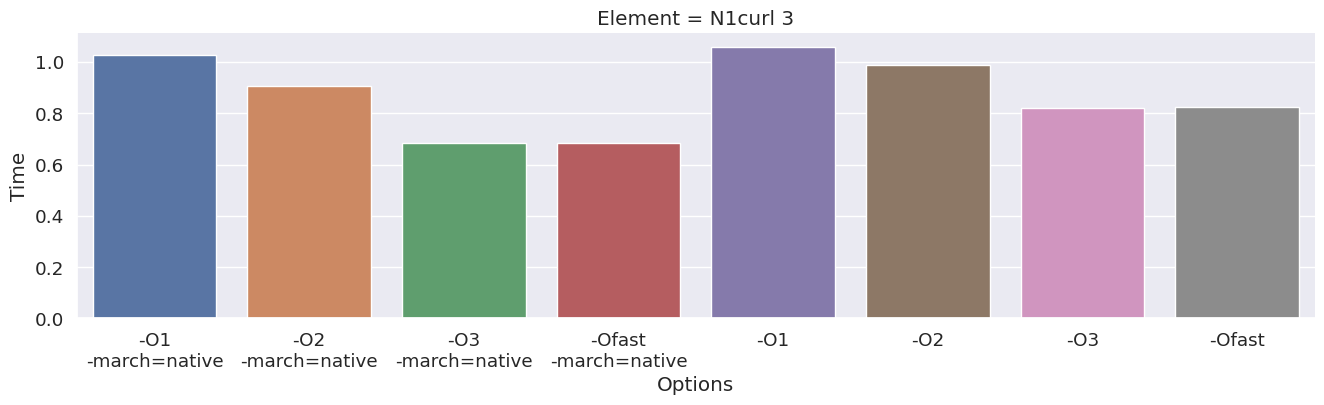 Element = N1curl 3
Time
1.0
0.8
0.6
0.4
0.2
0.0
-O1
-march=native
-O2
-march=native
-O3
-march=native
-Ofast
-march=native
-O1
-O2
-O3
-Ofast
Options